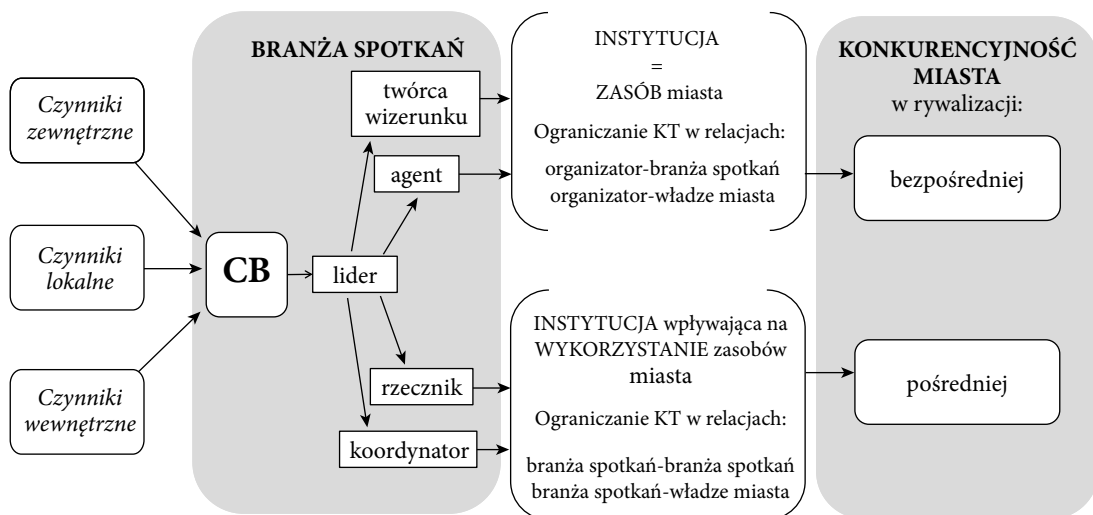 BRANŻA SPOTKAŃ
Czynniki
zewnętrzne
Czynniki
lokalne
Czynniki
wewnętrzne
CB
lider
twórca
wizerunku
agent
rzecznik
koordynator
INSTYTUCJA
=
ZASÓB miasta
Ograniczanie KT w relacjach:
organizator-branża spotkań
organizator-władze miasta
INSTYTUCJA wpływająca na
WYKORZYSTANIE zasobów
miasta
Ograniczanie KT w relacjach:
branża spotkań-branża spotkań
branża spotkań-władze miasta
KONKURENCYJNOŚĆ
MIASTA
w rywalizacji:
bezpośredniej
pośredniej